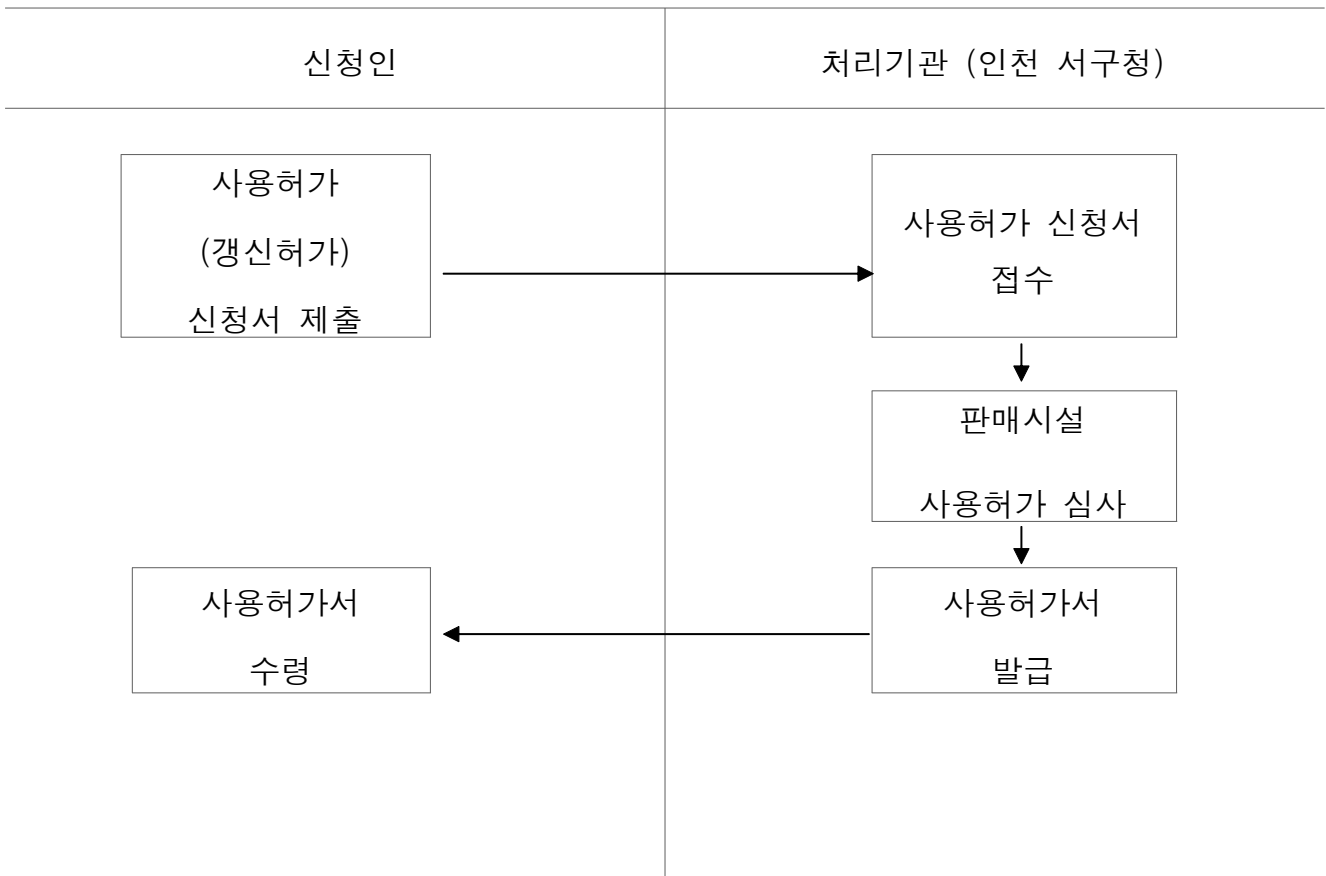 신청인
처리기관 (인천 서구청)
사용허가
(갱신허가)
신청서 제출
사용허가 신청서
접수
판매시설
사용허가 심사
사용허가서
발급
사용허가서
수령